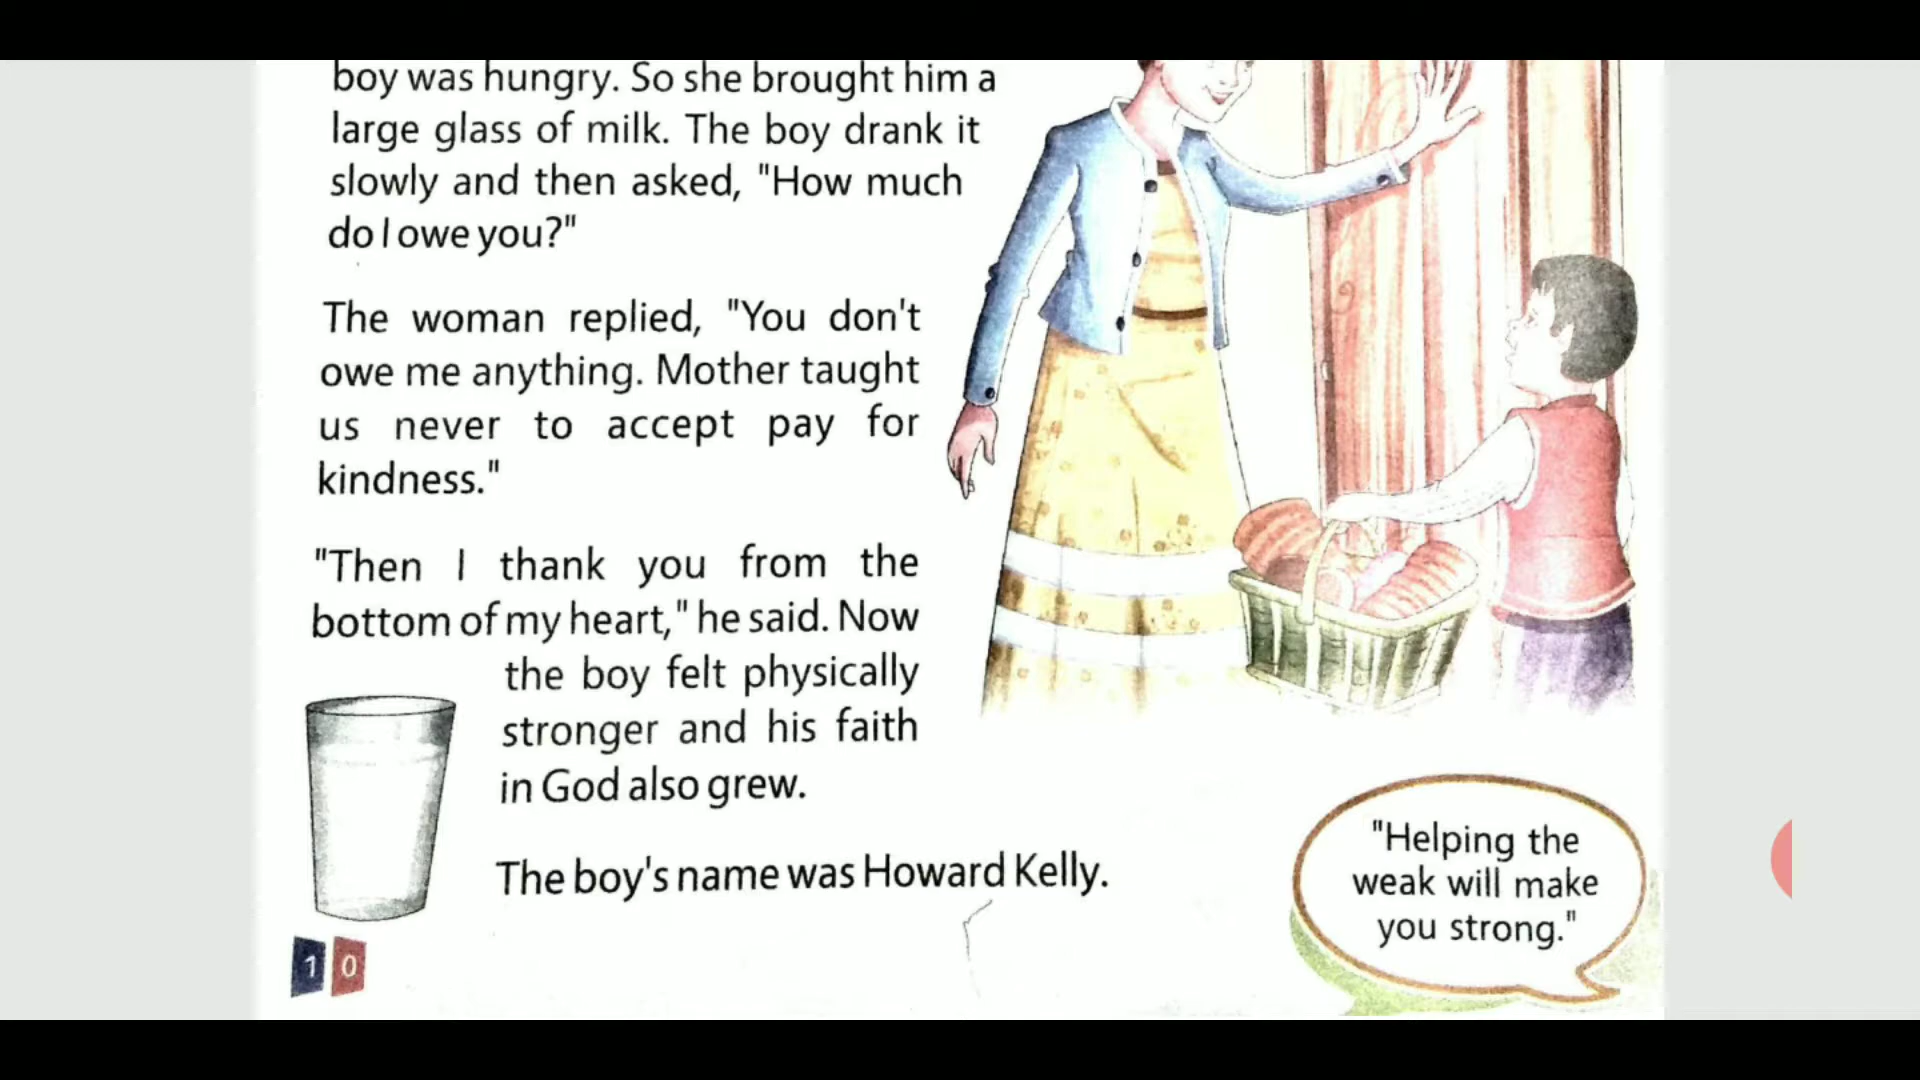 boy was hungry. So she brought him a
large glass of milk. The boy drank it
slowly and then asked, "How much
do I owe you?"
The woman replied, "You don't
owe me anything. Mother taught
us never to accept pay for
kindness."
"Then I thank you from the
bottom of my heart," he said. Now
the boy felt physically
stronger and his faith
in God also grew.
The boy's name was Howard Kelly.
"Helping the
weak will make
you strong."
1 0